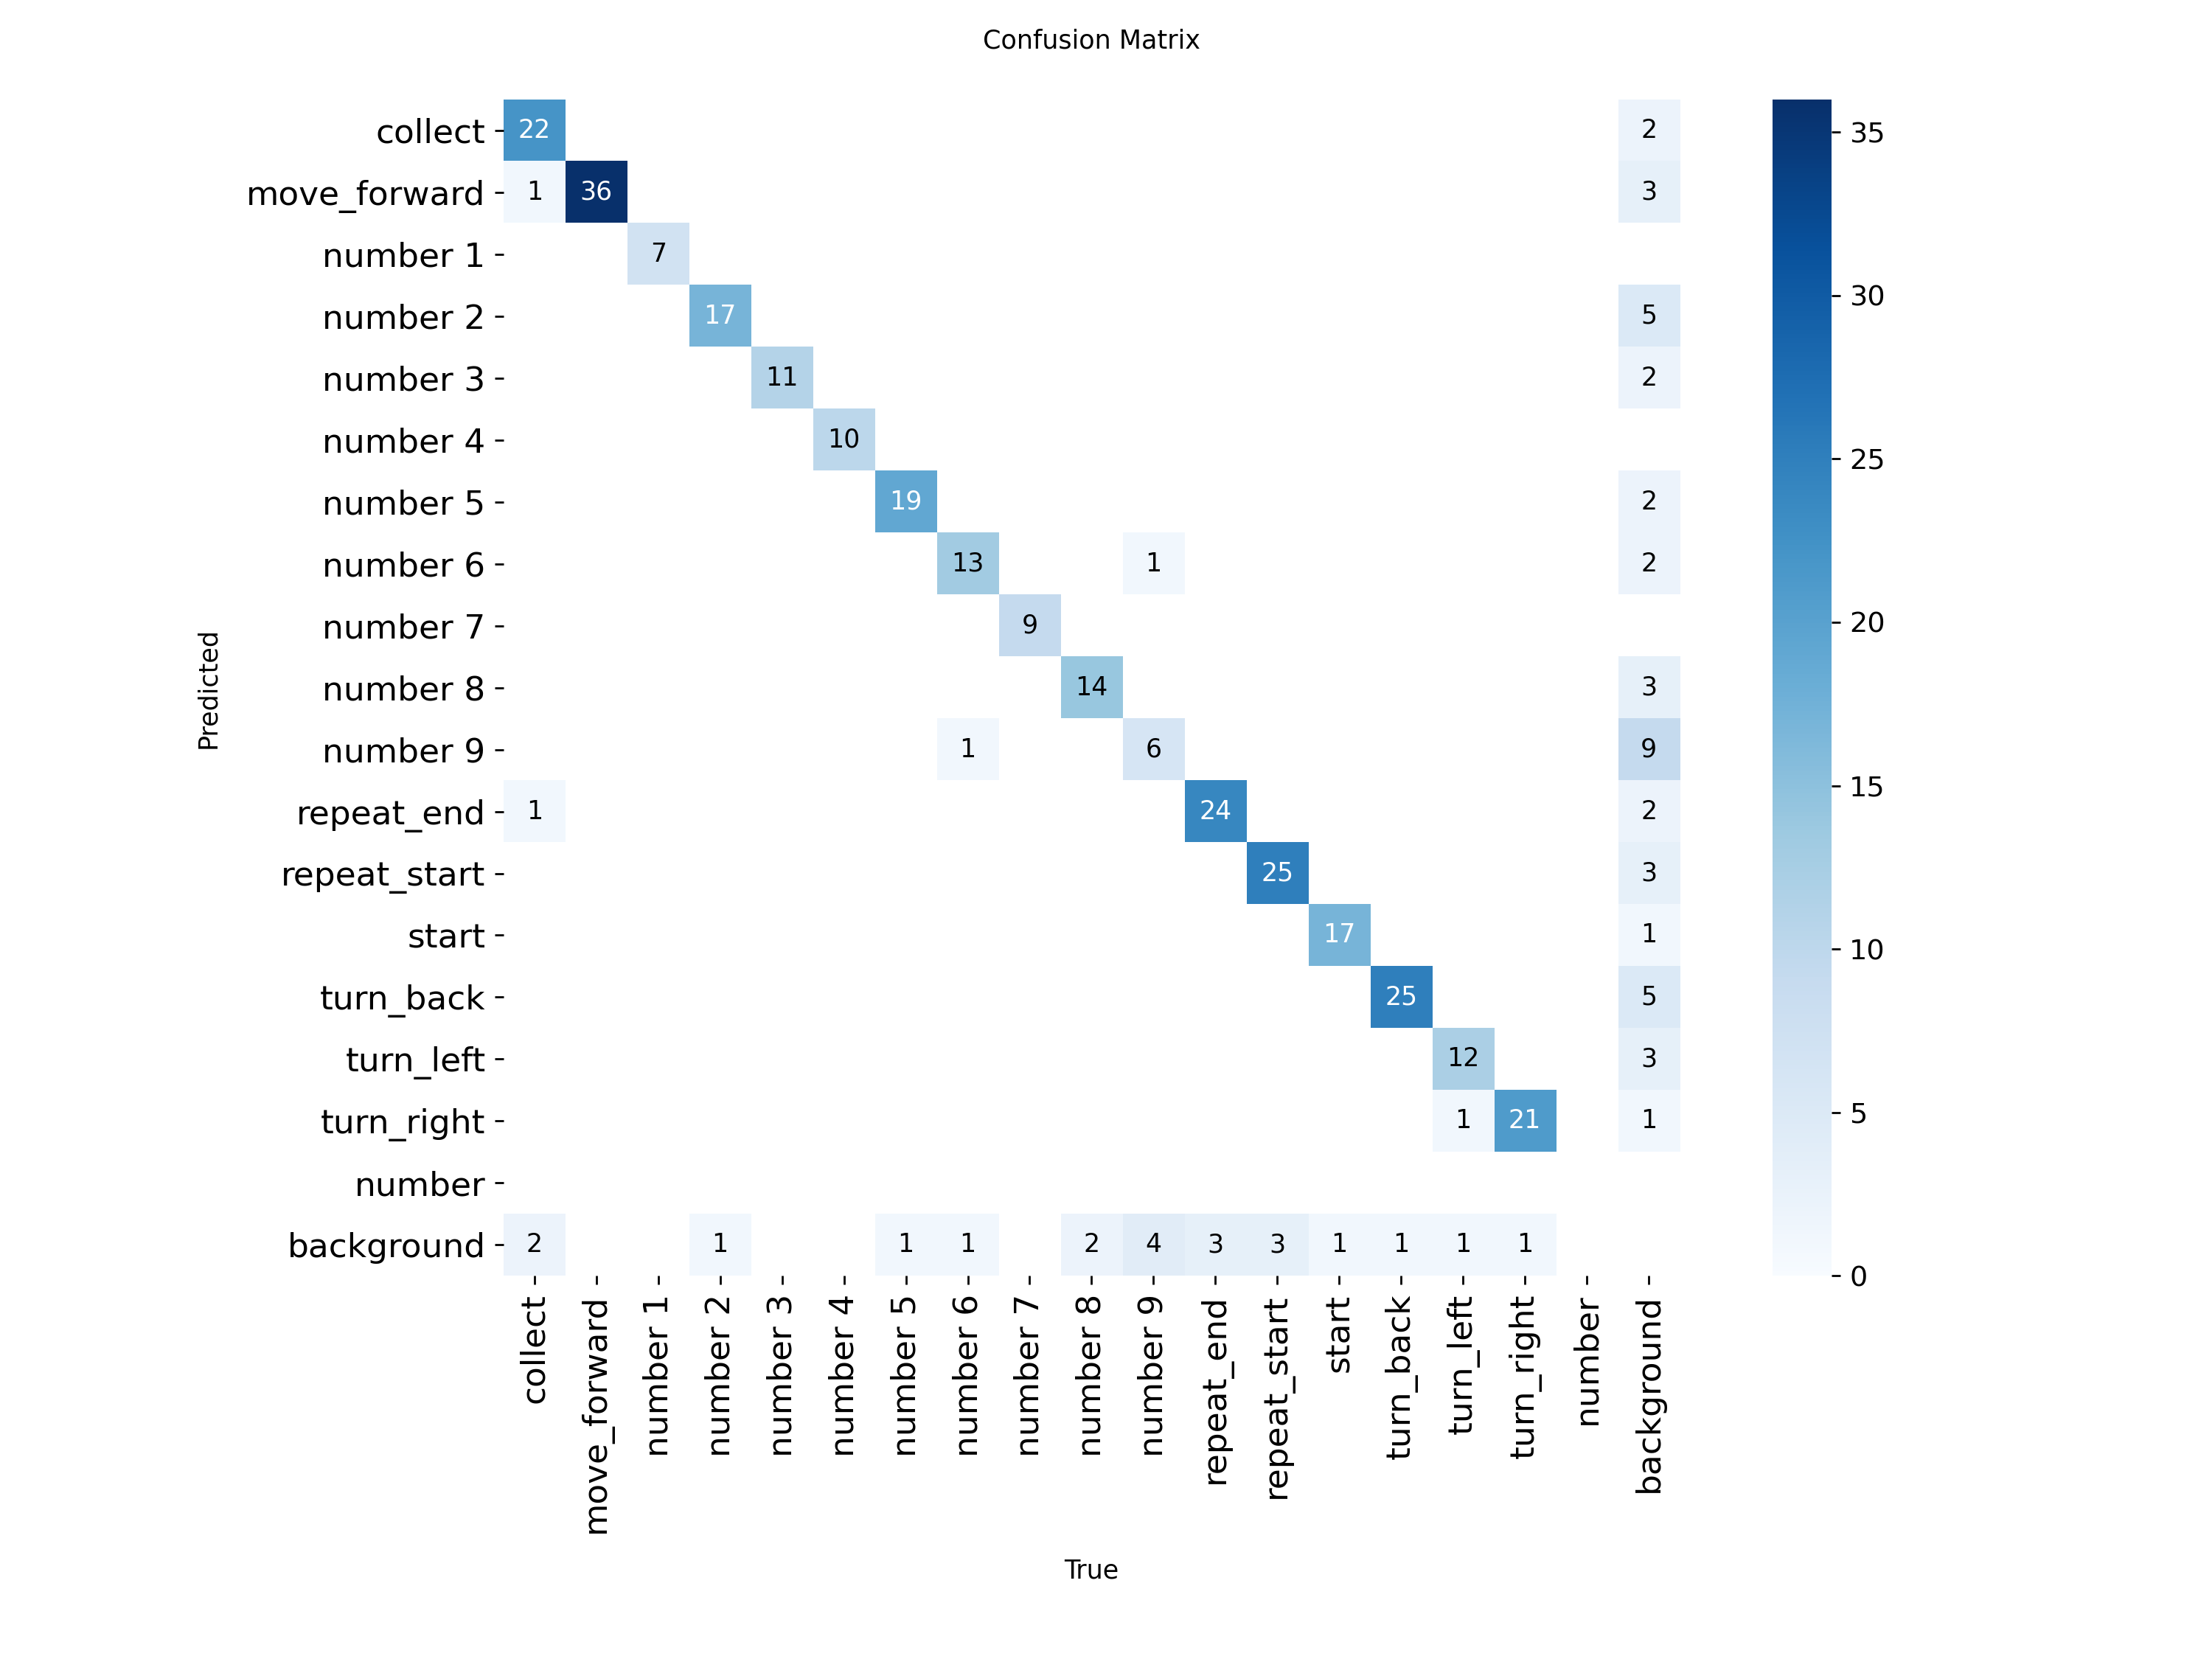 Confusion Matrix
collect 22 2
move_forward 1 36 3
number 1 7
number 2 17 5
number 3 11 2
number 4 10
number 5 19 2
number 6 13 1 2
number 7 9
number 8 14 3
number 9 1 6 9
repeat_end 1 24 2
repeat_start 25 3
start 17 1
turn_back 25 5
turn_left 12 3
turn_right 1 21 1
number
background 2 1 1 1 2 4 3 3 1 1 1 1
Predicted
collect
move_forward
number 1
number 2
number 3
number 4
number 5
number 6
number 7
number 8
number 9
repeat_end
repeat_start
start
turn_back
turn_left
turn_right
number
background
True
35
30
25
20
15
10
5
0